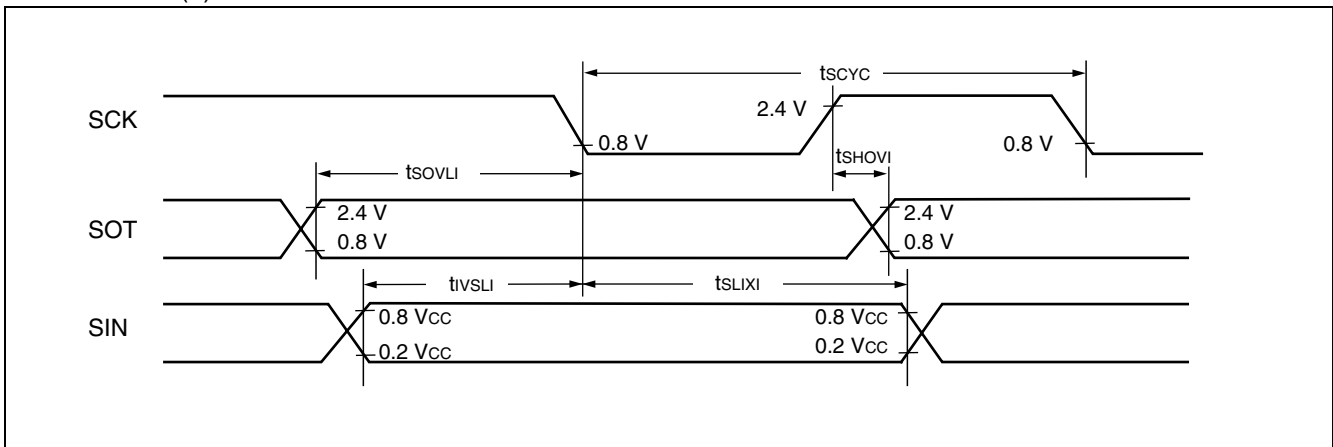 tSCYC
SCK
2.4 V
0.8 V
0.8 V
tSHOVI
tSOVLI
SOT
2.4 V
0.8 V
2.4 V
0.8 V
tIVSLI
tSLIXI
SIN
0.8 VCC
0.2 VCC
0.8 VCC
0.2 VCC